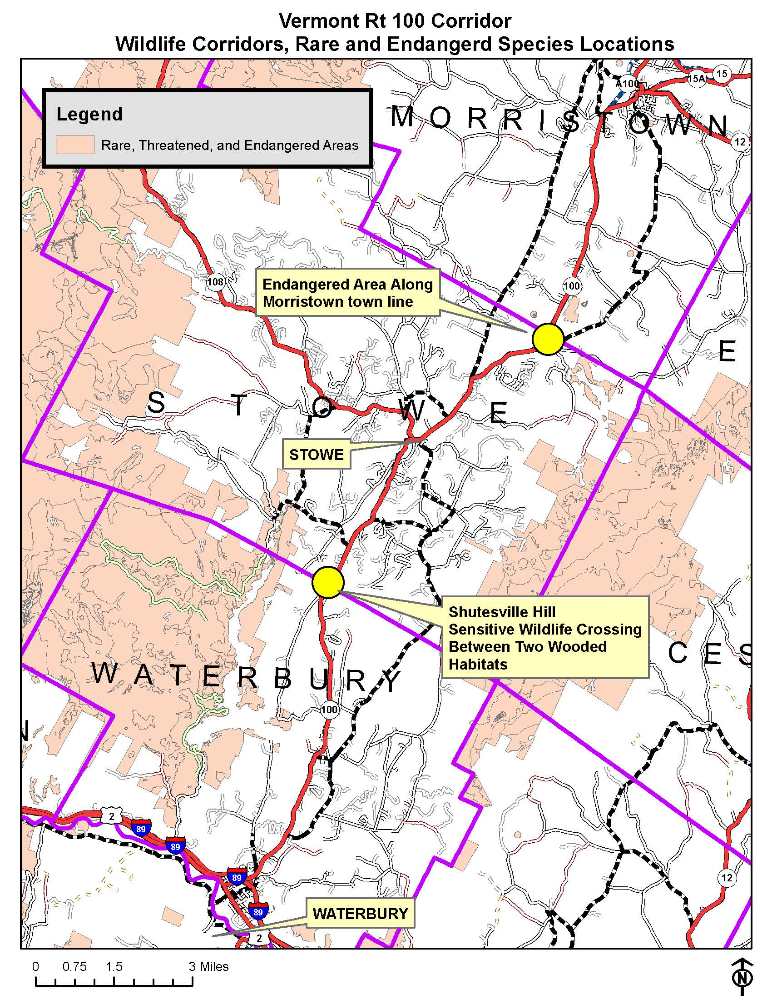 Vermont Rt 100 Corridor
Wildlife Corridors, Rare and Endangerd Species Locations
Legend
Rare, Threatened, and Endangered Areas
A100
15A
15
MORRISTOWN
12
108
Endangered Area Along
Morristown town line
100
E
STOWE
STOWE
Shutesville Hill
Sensitive Wildlife Crossing
Between Two Wooded
Habitats
CES
WATERBURY
100
N
2
89
89
89
12
89
WATERBURY
2
0 0.75 1.5 3 Miles
N